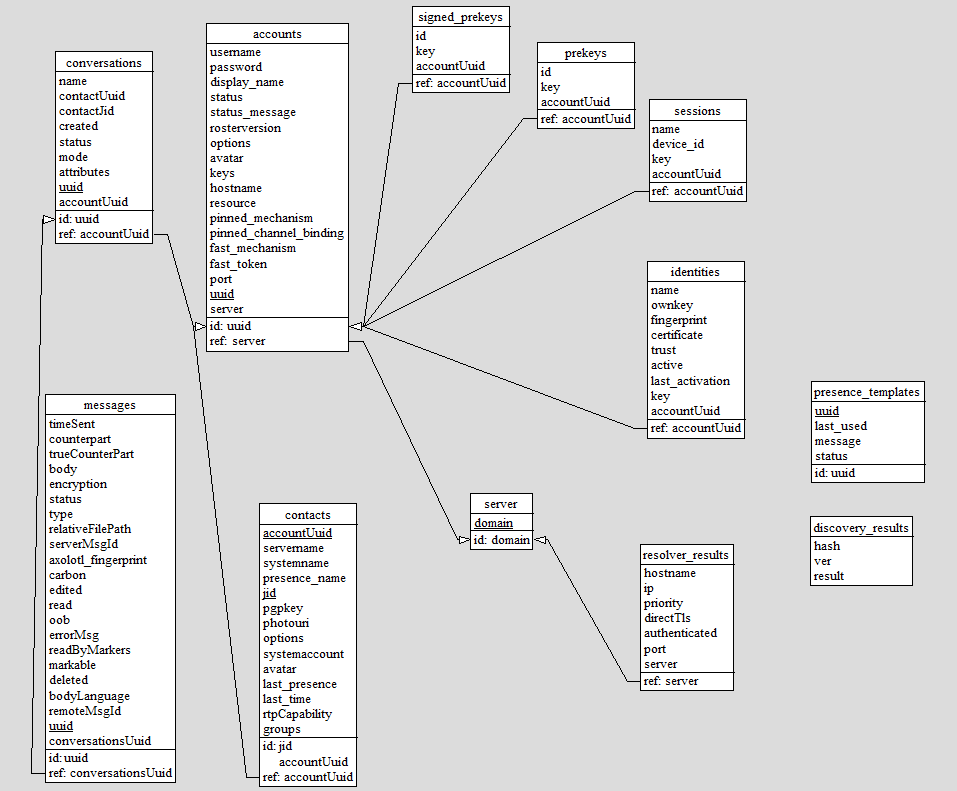 signed_prekeys
id
key
accountUuid
ref: accountUuid
accounts
username
password
display_name
status
status_message
rosterversion
options
avatar
keys
hostname
resource
pinned_mechanism
pinned_channel_binding
fast_mechanism
fast_token
port
uuid
server
id: uuid
ref: server
conversations
name
contactUuid
contactJid
created
status
mode
attributes
uuid
accountUuid
id: uuid
ref: accountUuid
prekeys
id
key
accountUuid
ref: accountUuid
sessions
name
device_id
key
accountUuid
ref: accountUuid
identities
name
ownkey
fingerprint
certificate
trust
active
last_activation
key
accountUuid
ref: accountUuid
presence_templates
uuid
last_used
message
status
id: uuid
messages
timeSent
counterpart
trueCounterPart
body
encryption
status
type
relativeFilePath
serverMsgId
axolotl_fingerprint
carbon
edited
read
oob
errorMsg
readByMarkers
markable
deleted
bodyLanguage
remoteMsgId
uuid
conversationsUuid
id: uuid
ref: conversationsUuid
contacts
accountUuid
servername
systemname
presence_name
jid
pgpkey
photouri
options
systemaccount
avatar
last_presence
last_time
rtpCapability
groups
id: jid
accountUuid
ref: accountUuid
server
domain
id: domain
discovery_results
hash
ver
result
resolver_results
hostname
ip
priority
directTls
authenticated
port
server
ref: server